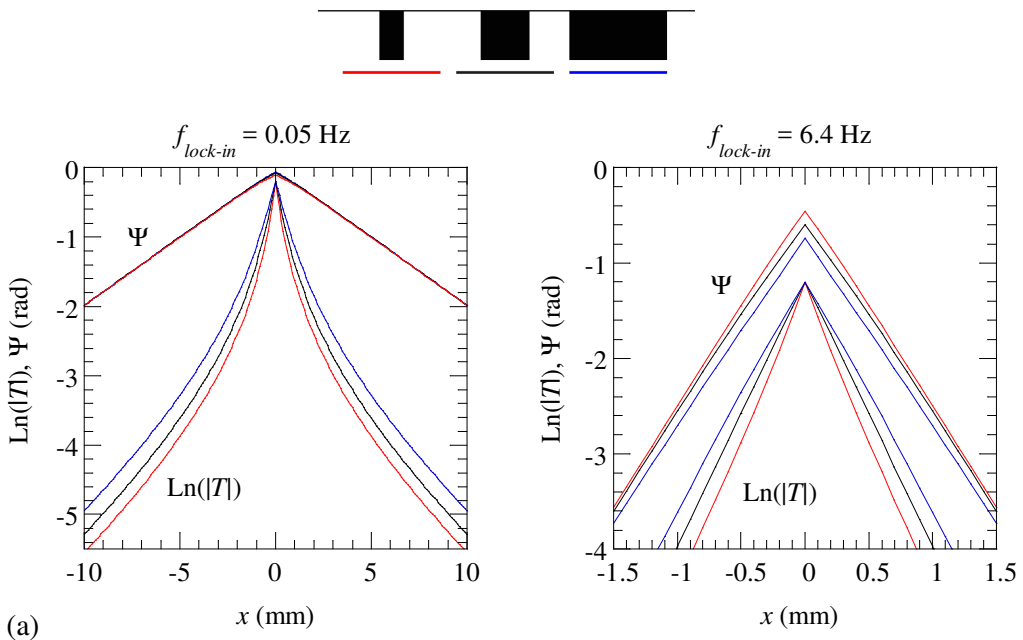 f_lock-in = 0.05 Hz
f_lock-in = 6.4 Hz
Ln(|T|), Ψ (rad)
0
-1
-2
-3
-4
-5
Ψ
Ln(|T|)
-10
-5
0
5
10
x (mm)
Ln(|T|), Ψ (rad)
0
-1
-2
-3
-4
Ψ
Ln(|T|)
-1.5
-1
-0.5
0
0.5
1
1.5
x (mm)
(a)